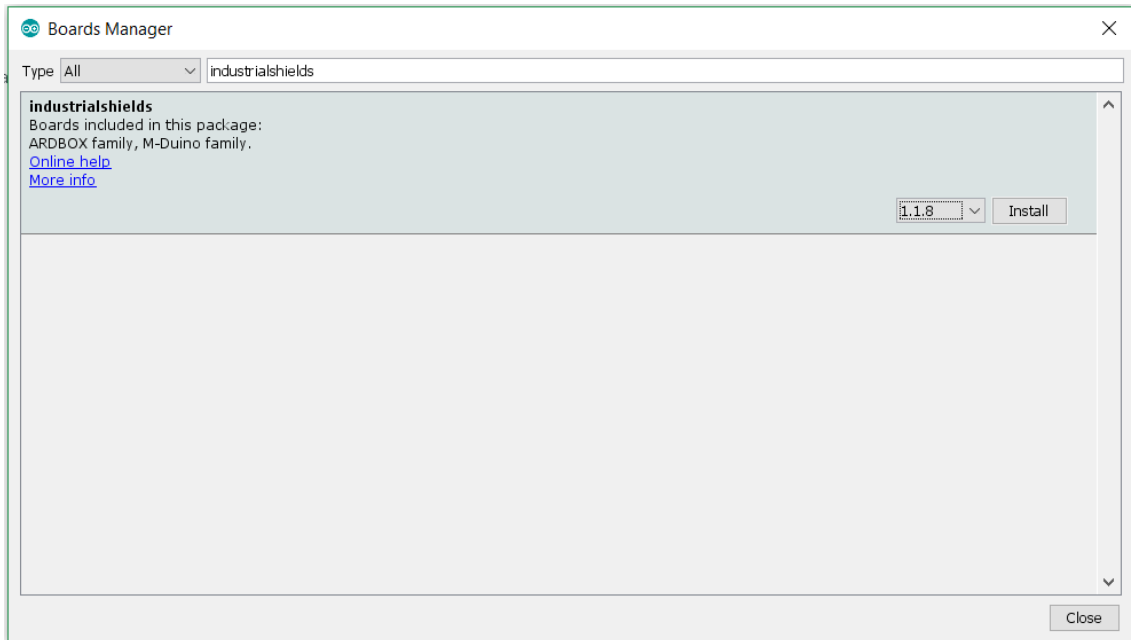 Boards Manager
Type All industrialshields
industrialshields
Boards included in this package:
ARDBOX family, M-Duino family.
Online help
More info
1.1.8 Install
Close